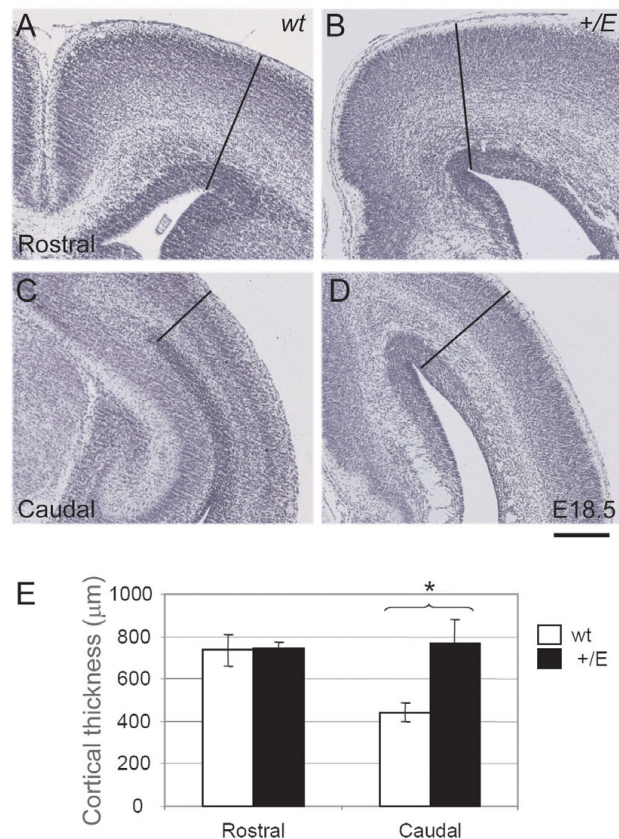 A wt
B +/E
Rostral
C
D
Caudal
E18.5
E
Cortical thickness (μm)
1000
800
600
400
200
0
*
wt
+/E
Rostral Caudal